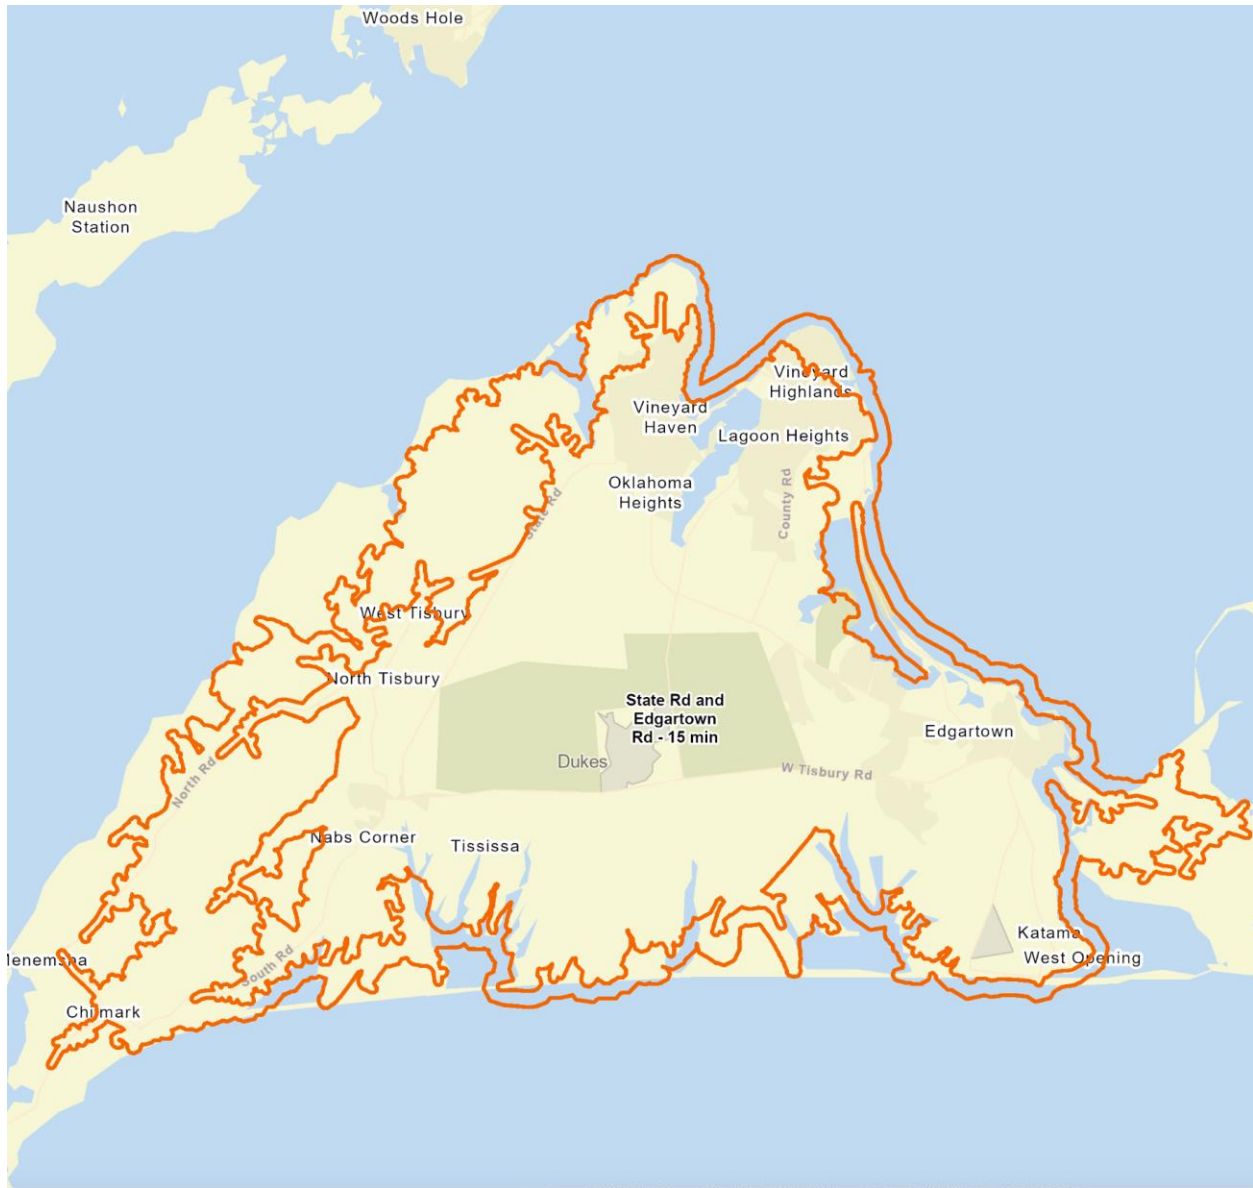 Woods Hole
Naushon
Station
Vineyard
Highlands
Vineyard
Haven
Lagoon Heights
Oklahoma
Heights
County Rd
State Rd
West Tisbury
North Tisbury
State Rd and
Edgartown
Rd - 15 min
Edgartown
Dukes
North Rd
W Tisbury Rd
Nabs Corner
Tississa
Katama
West Opening
Menemsha
South Rd
Chilmark